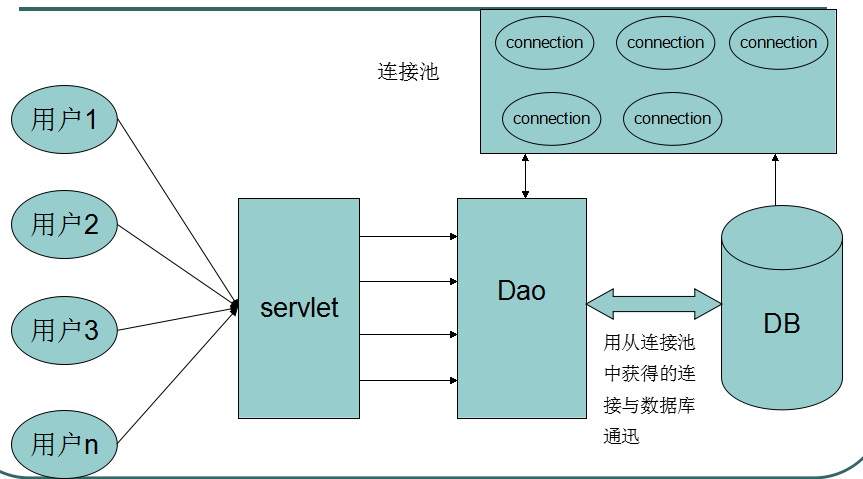 connection
connection
connection
连接池
connection
connection
用户1
用户2
用户3
用户n
servlet
Dao
DB
用从连接池
中获得的连
接与数据库
通迅